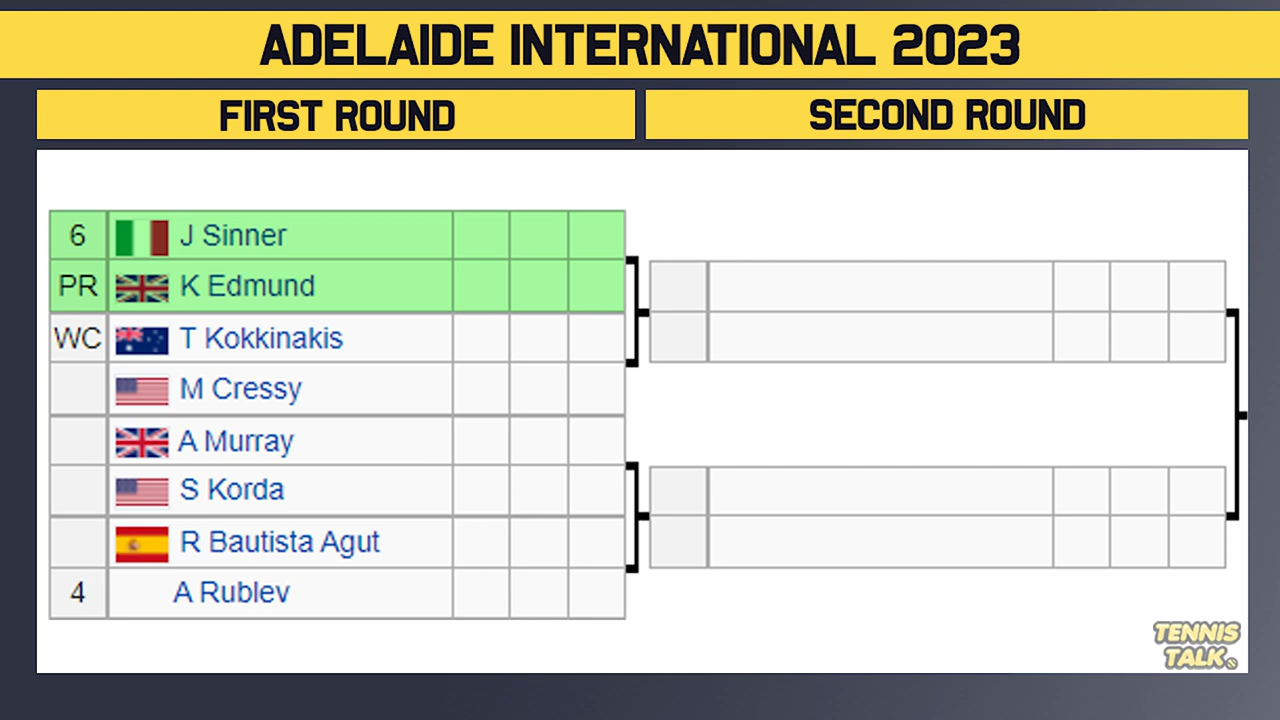 ADELAIDE INTERNATIONAL 2023
FIRST ROUND
SECOND ROUND
6 J Sinner
PR K Edmund
WC T Kokkinakis
M Cressy
A Murray
S Korda
R Bautista Agut
4 A Rublev
TENNIS
TALK